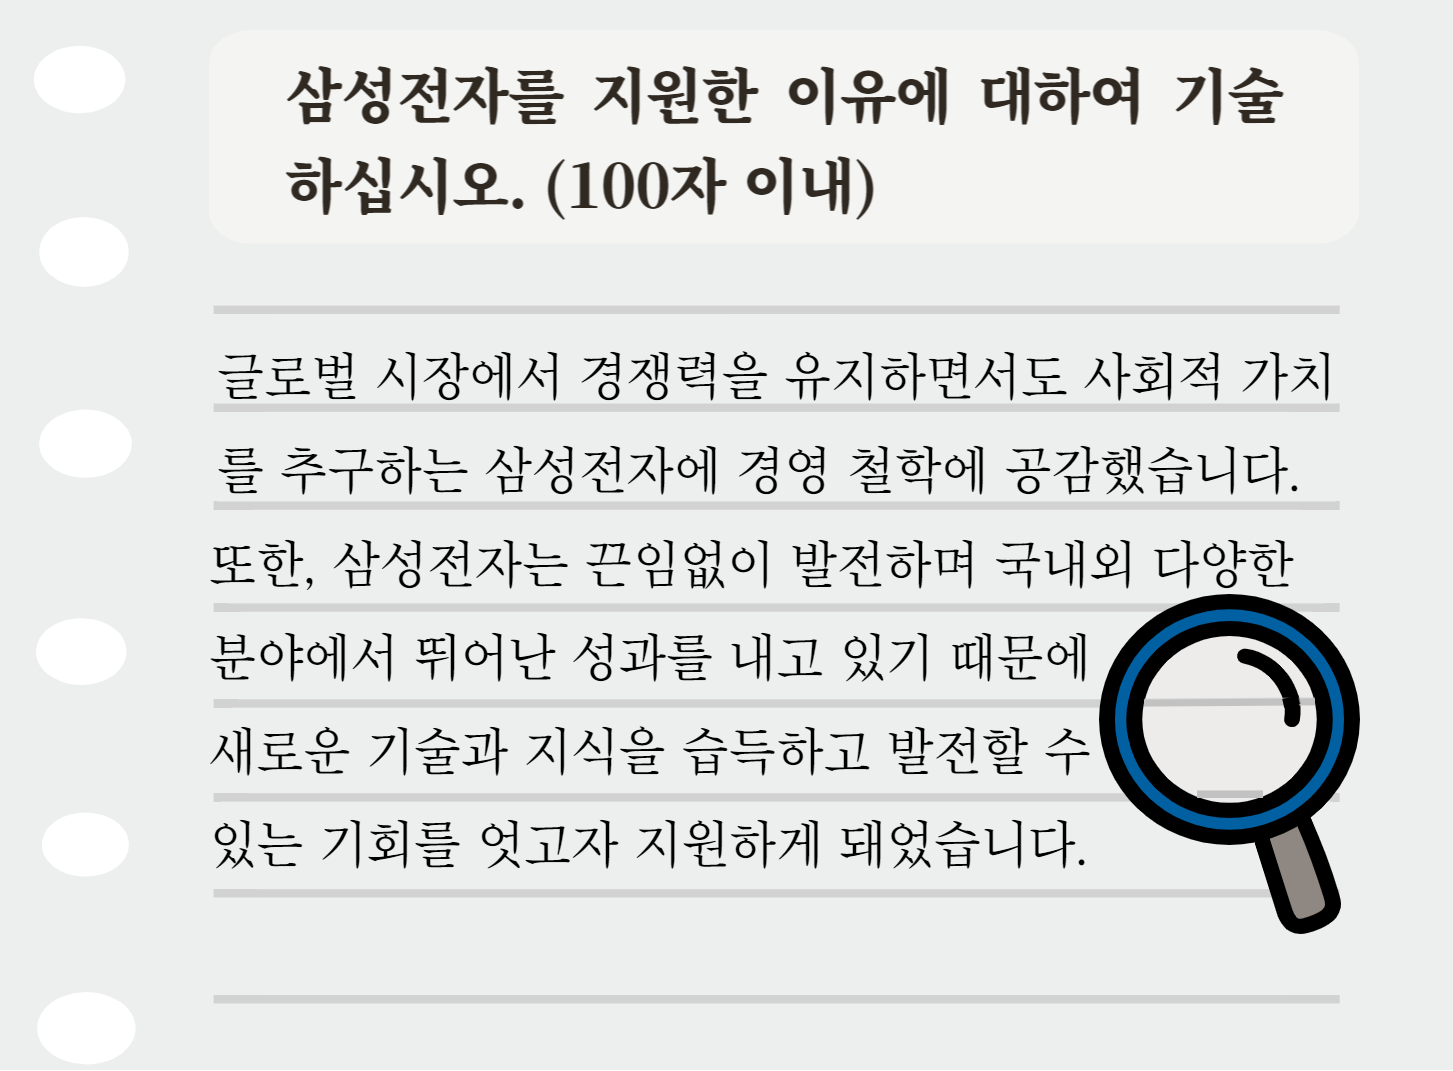 삼성전자를 지원한 이유에 대하여 기술
하십시오. (100자 이내)
글로벌 시장에서 경쟁력을 유지하면서도 사회적 가치
를 추구하는 삼성전자에 경영 철학에 공감했습니다.
또한, 삼성전자는 끈임없이 발전하며 국내외 다양한
분야에서 뛰어난 성과를 내고 있기 때문에
새로운 기술과 지식을 습득하고 발전할 수
있는 기회를 엇고자 지원하게 돼었습니다.